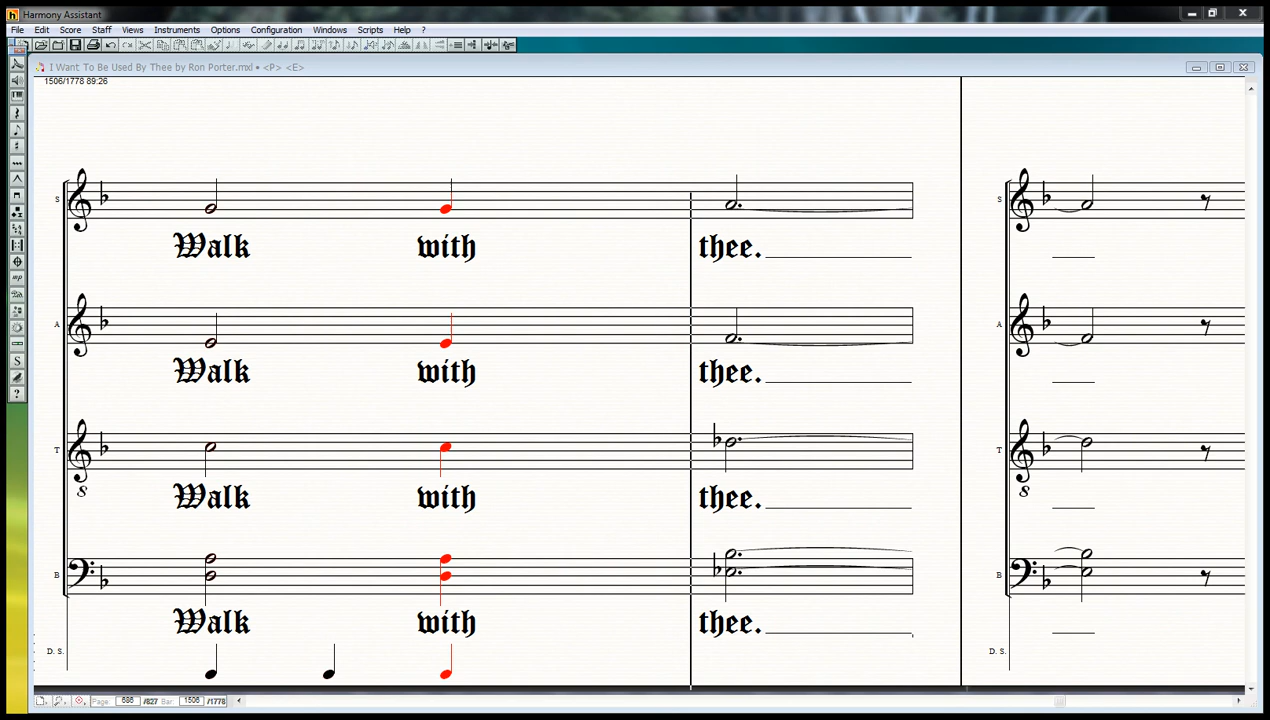 Harmony Assistant
File Edit Score Staff Views Instruments Options Configuration Windows Scripts Help ?
I Want To Be Used By Thee by Ron Porter.mxl • <P> <E>
1506/1778 89:26
S
Walk with thee.
A A
Walk with thee.
T T
8 8
Walk with thee.
B B
Walk with thee.
D. S. D. S.
Page: 686 /827 Bar: 1506 /1778